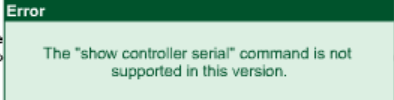 Error
The "show controller serial" command is not
supported in this version.